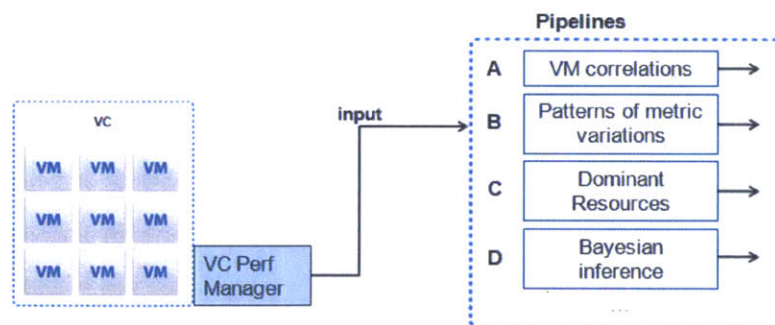 Pipelines
A VM correlations
input
B Patterns of metric
variations
VC
VM VM VM
C Dominant
Resources
VM VM VM
D Bayesian
inference
VC Perf
Manager
VM VM VM
...